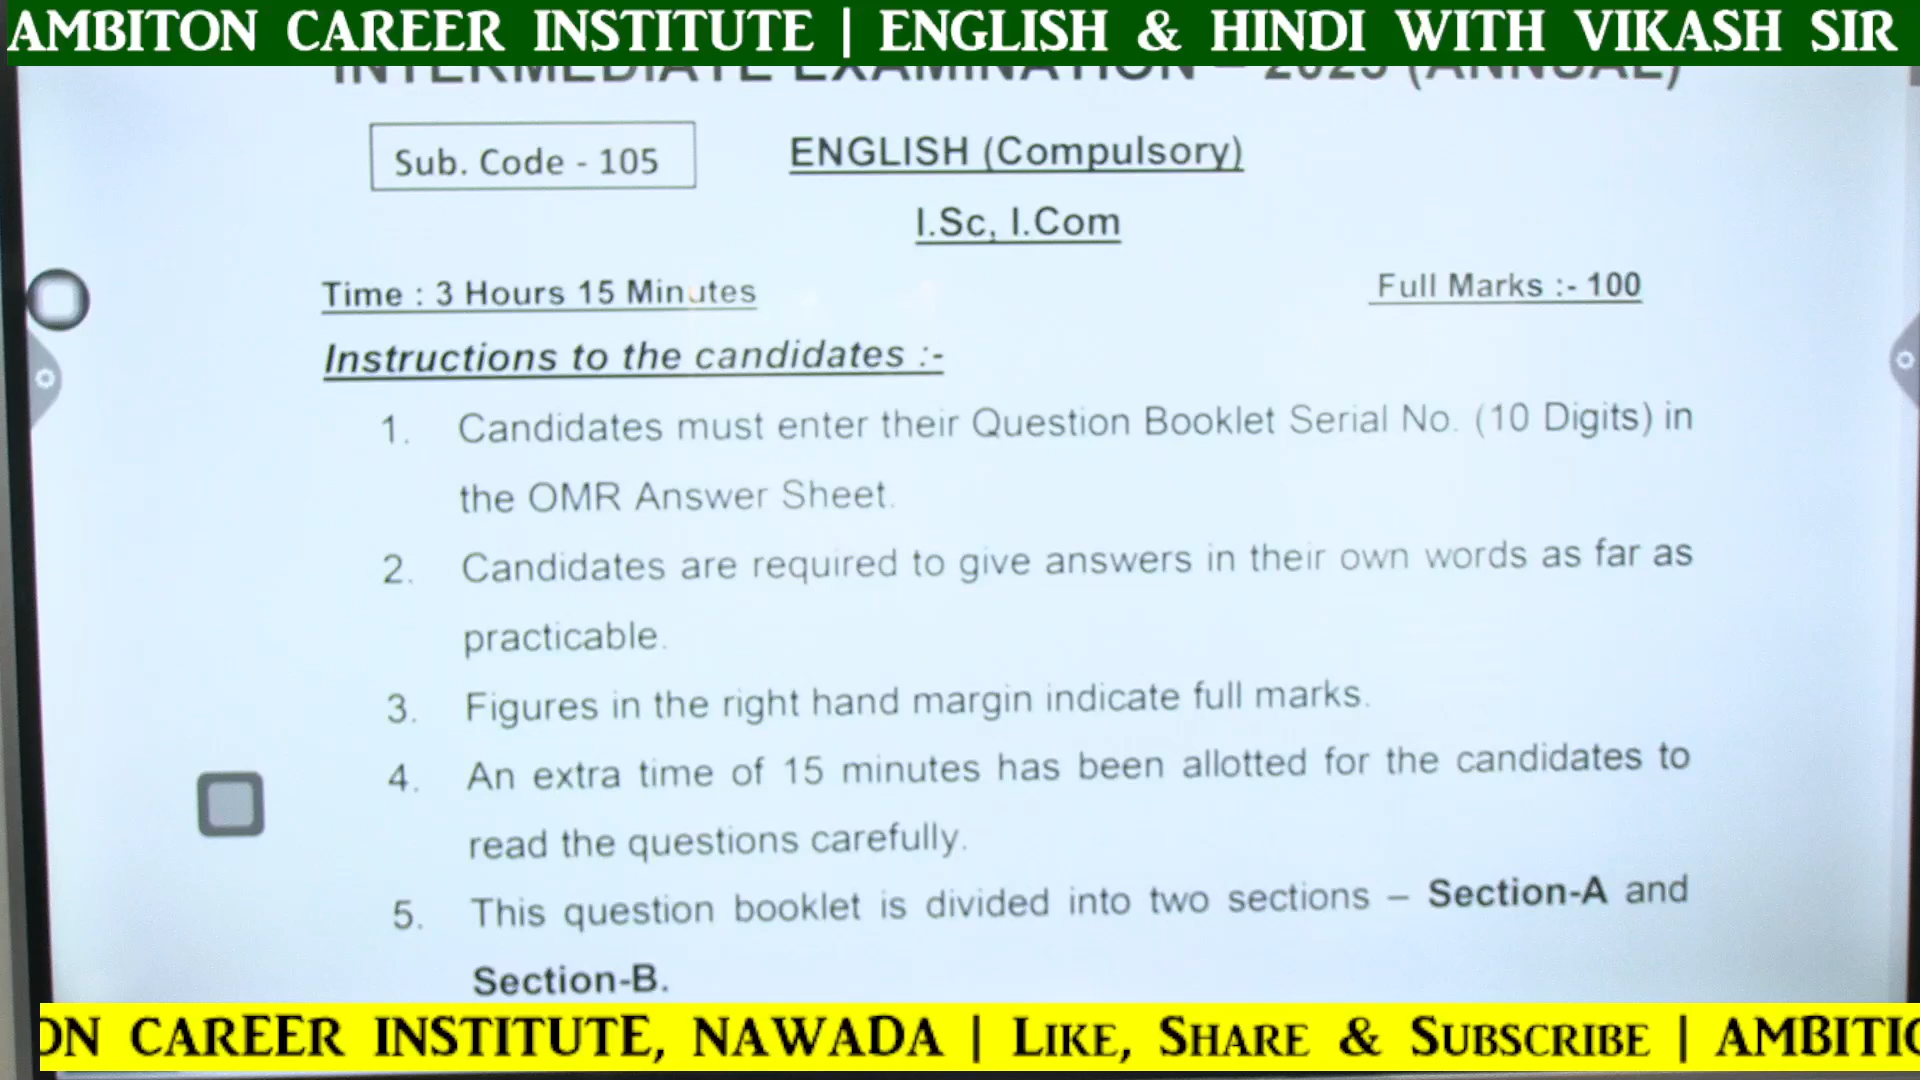 AMBITON CAREER INSTITUTE | ENGLISH & HINDI WITH VIKASH SIR
INTERMEDIATE EXAMINATION – 2025 (ANNUAL)
Sub. Code - 105
ENGLISH (Compulsory)
I.Sc, I.Com
Time : 3 Hours 15 Minutes
Full Marks :- 100
Instructions to the candidates :-
1. Candidates must enter their Question Booklet Serial No. (10 Digits) in
the OMR Answer Sheet.
2. Candidates are required to give answers in their own words as far as
practicable.
3. Figures in the right hand margin indicate full marks.
4. An extra time of 15 minutes has been allotted for the candidates to
read the questions carefully.
5. This question booklet is divided into two sections – Section-A and
Section-B.
ON CAREER INSTITUTE, NAWADA | LIKE, SHARE & SUBSCRIBE | AMBITIO